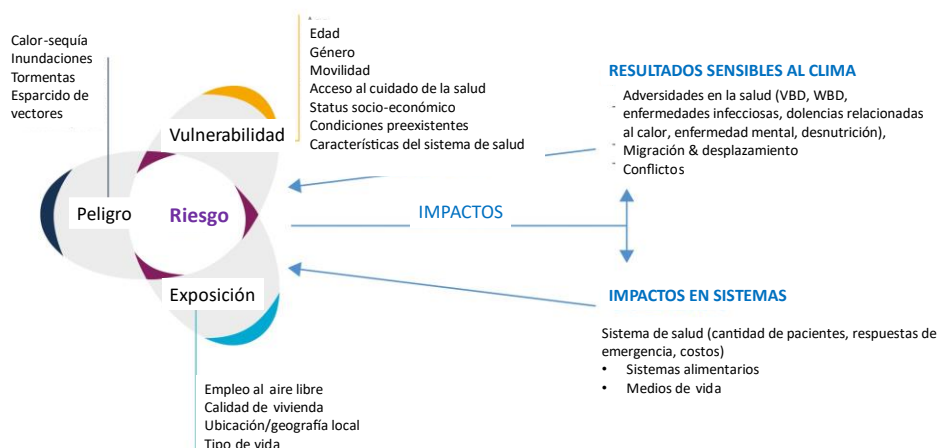 Calor-sequía
Inundaciones
Tormentas
Esparcido de
vectores
Edad
Género
Movilidad
Acceso al cuidado de la salud
Status socio-económico
Condiciones preexistentes
Características del sistema de salud
Vulnerabilidad
Peligro
Riesgo
Exposición
Empleo al aire libre
Calidad de vivienda
Ubicación/geografía local
Tipo de vida
IMPACTOS
RESULTADOS SENSIBLES AL CLIMA
Adversidades en la salud (VBD, WBD,
enfermedades infecciosas, dolencias relacionadas
al calor, enfermedad mental, desnutrición),
Migración & desplazamiento
Conflictos
IMPACTOS EN SISTEMAS
Sistema de salud (cantidad de pacientes, respuestas de
emergencia, costos)
• Sistemas alimentarios
• Medios de vida